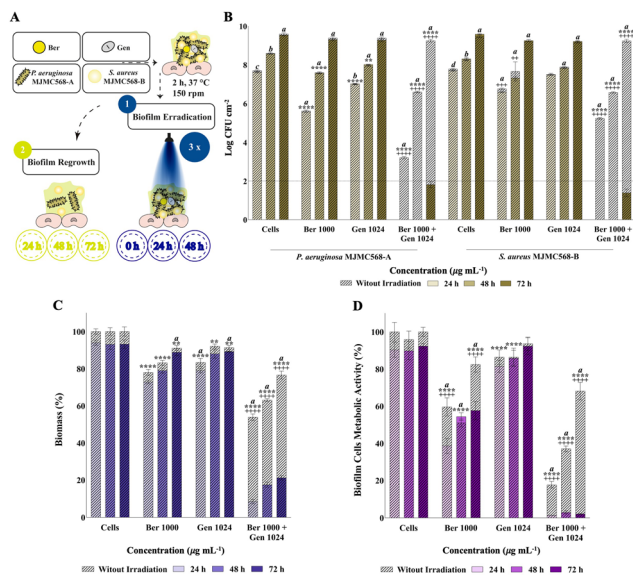 A
Ber
Gen
P. aeruginosa
MJMC568-A
S. aureus
MJMC568-B
2 h, 37 °C
150 rpm
1
Biofilm Erradication
3 x
2
Biofilm Regrowth
24 h
48 h
72 h
0 h
24 h
48 h
B
Log CFU cm-2
10
8
6
4
2
0
c
b
a
a
****
****
a
a
****
b
**
a
****
++++
a
****
++++
a
****
++++
a
b
a
+++
a
++
a
a
a
a
****
++++
a
****
++++
a
****
++++
Cells
Ber 1000
Gen 1024
Ber 1000 +
Gen 1024
Cells
Ber 1000
Gen 1024
Ber 1000 +
Gen 1024
P. aeruginosa MJMC568-A
S. aureus MJMC568-B
Concentration (µg mL-1)
Witout Irradiation
24 h
48 h
72 h
C
Biomass (%)
100
80
60
40
20
0
****
****
a
**
a
****
**
a
**
a
****
++++
a
****
++++
a
****
++++
Cells
Ber 1000
Gen 1024
Ber 1000 +
Gen 1024
Concentration (µg mL-1)
Witout Irradiation
24 h
48 h
72 h
D
Biofilm Cells Metabolic Activity (%)
100
80
60
40
20
0
a
****
++++
a
****
a
****
++++
****
****
a
****
++++
a
****
++++
a
****
++++
Cells
Ber 1000
Gen 1024
Ber 1000 +
Gen 1024
Concentration (µg mL-1)
Witout Irradiation
24 h
48 h
72 h